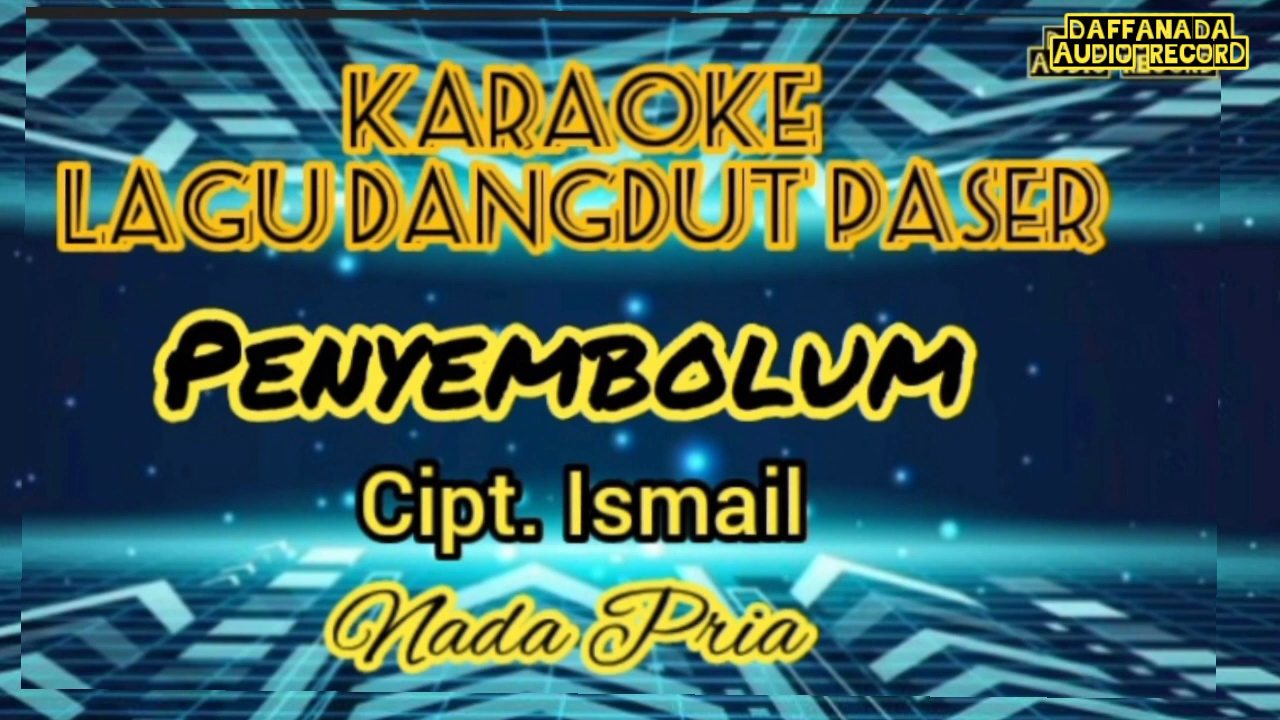 DAFFANADA
AUDIO RECORD
KARAOKE
LAGU DANGDUT PASER
PENYEMBOLUM
Cipt. Ismail
Nada Pria